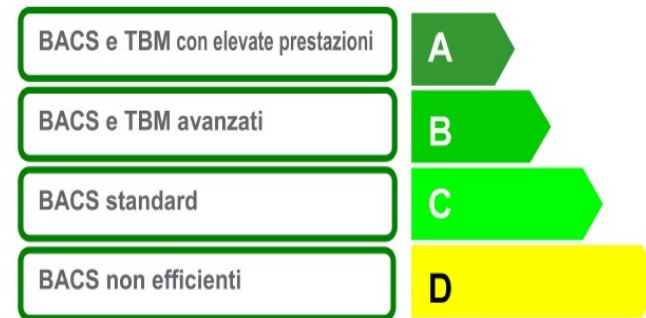 BACS e TBM con elevate prestazioni A
BACS e TBM avanzati B
BACS standard C
BACS non efficienti D